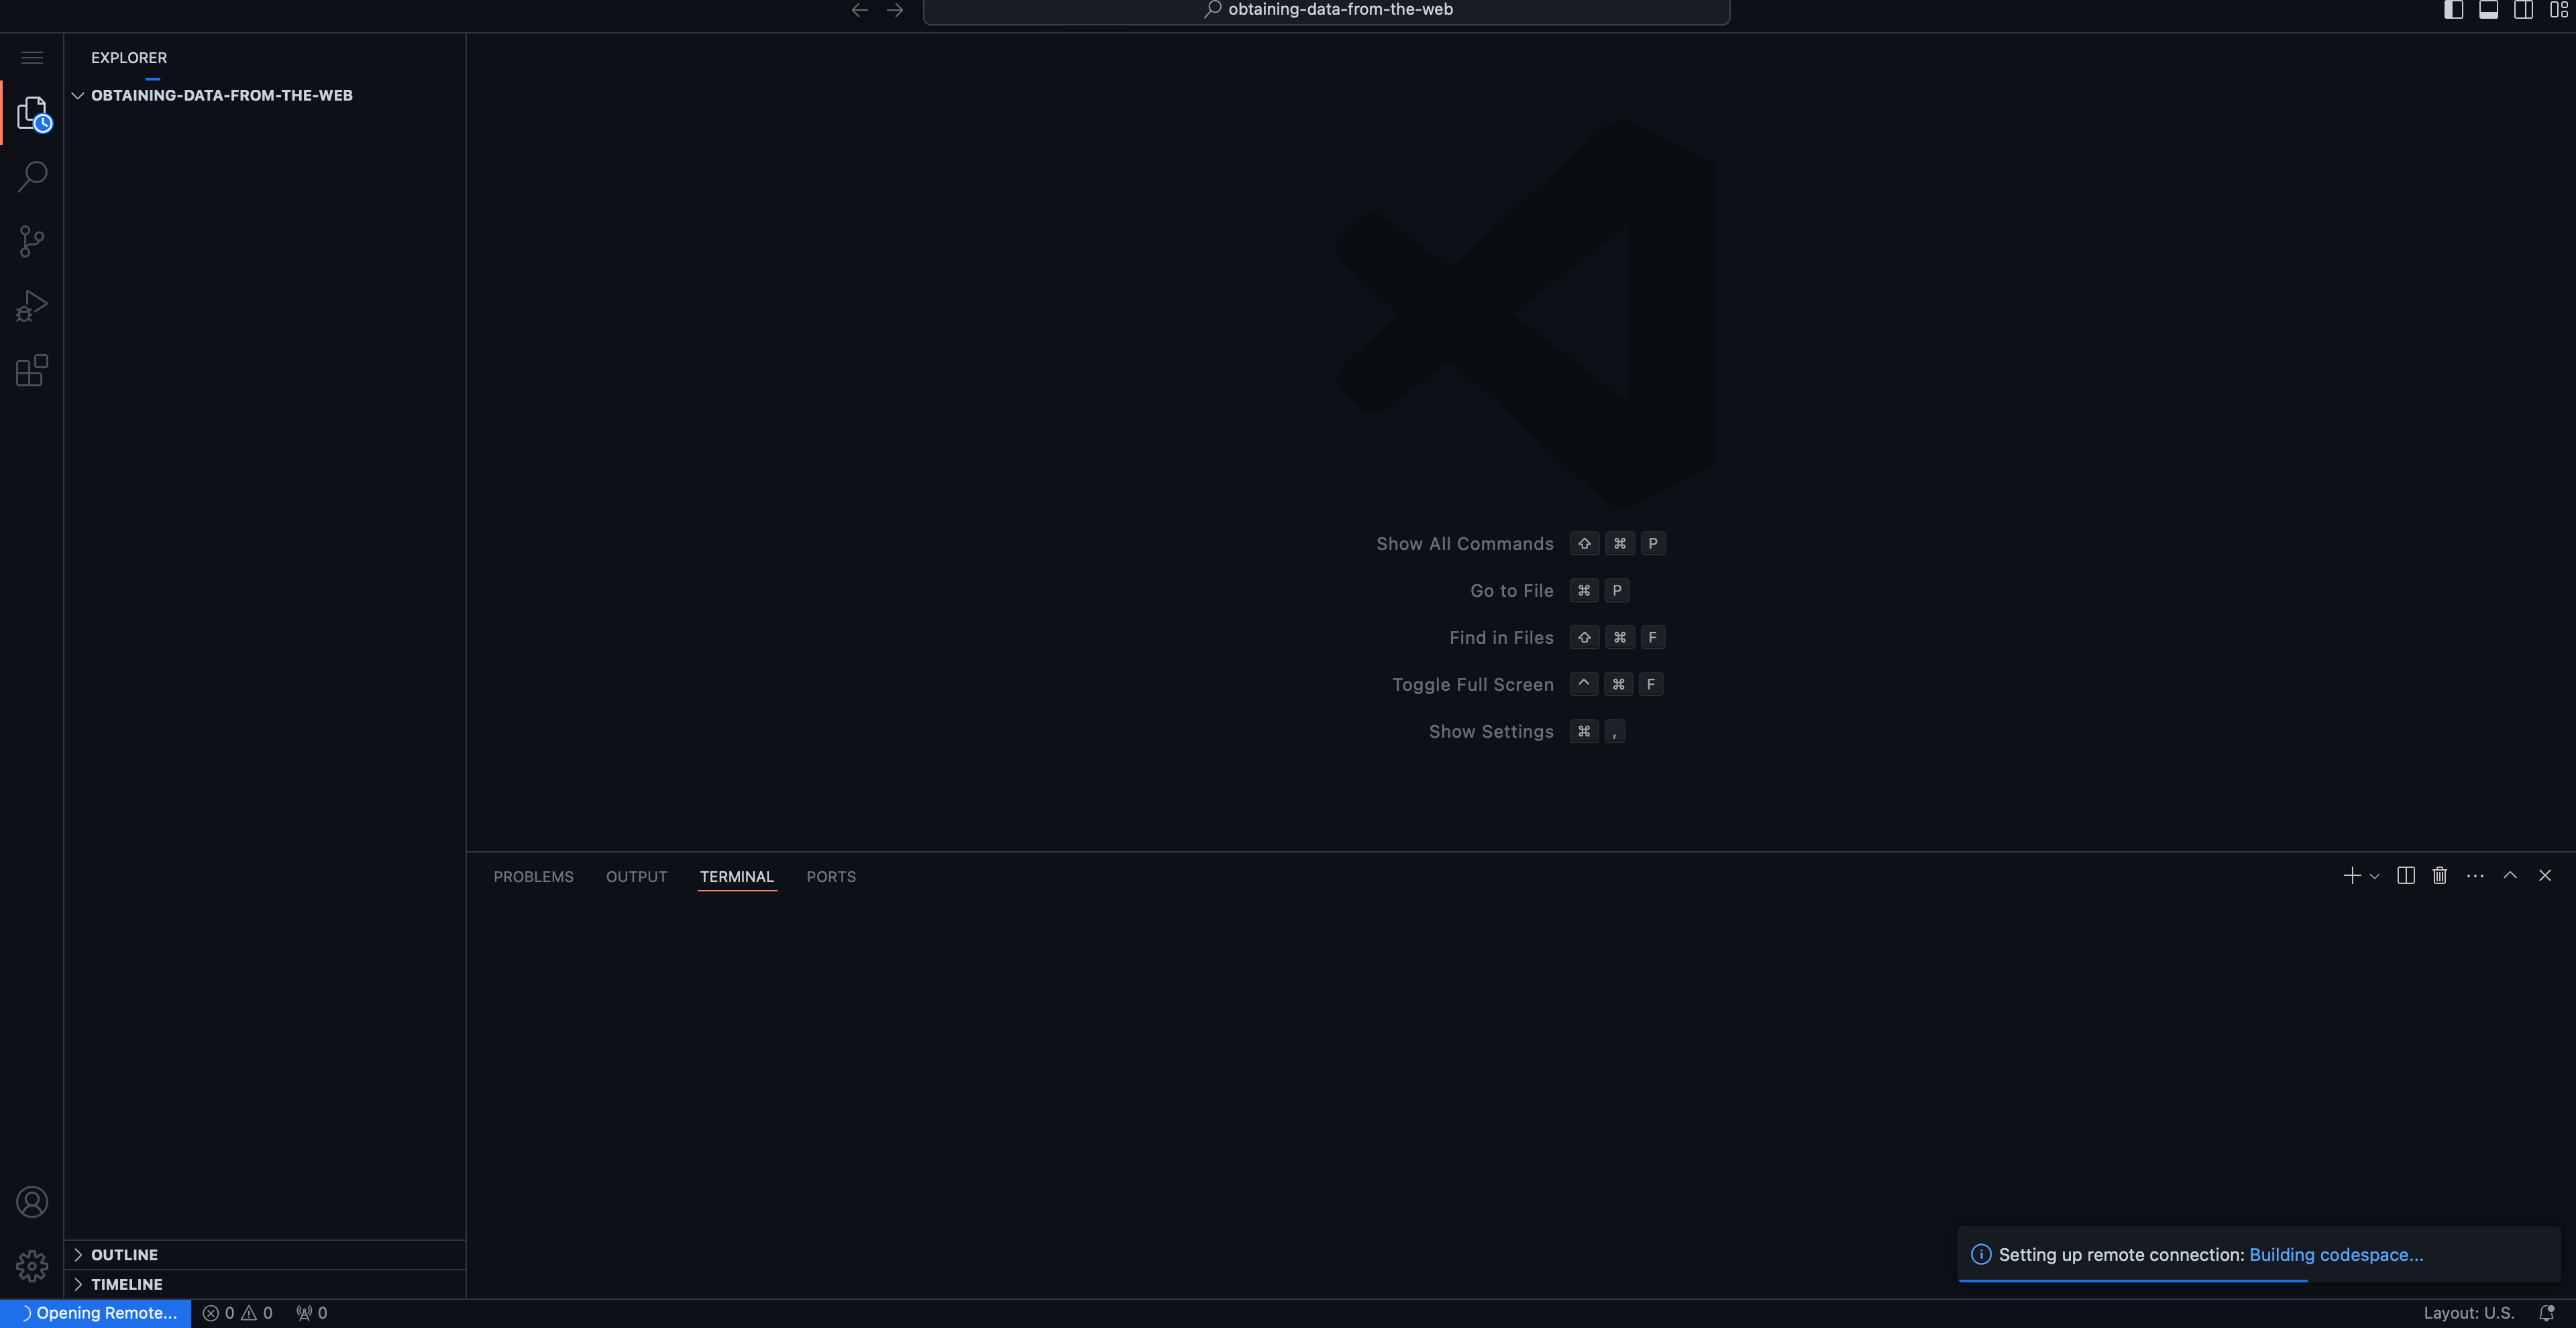 obtaining-data-from-the-web
EXPLORER
OBTAINING-DATA-FROM-THE-WEB
Show All Commands ⇧ ⌘ P
Go to File ⌘ P
Find in Files ⇧ ⌘ F
Toggle Full Screen ^ ⌘ F
Show Settings ⌘ ,
PROBLEMS OUTPUT TERMINAL PORTS
OUTLINE
TIMELINE
Setting up remote connection: Building codespace...
Opening Remote... 0 0 0 Layout: U.S.